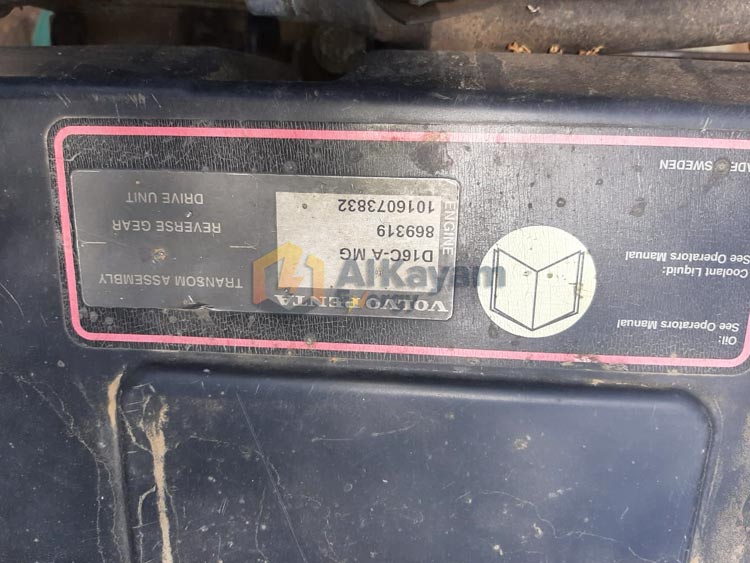 VOLVO PENTA
ENGINE
D16C-A MG
869319
1016073832
TRANSOM ASSEMBLY
REVERSE GEAR
DRIVE UNIT
Oil:
See Operators Manual
Coolant Liquid:
See Operators Manual
SWEDEN
AlKayam